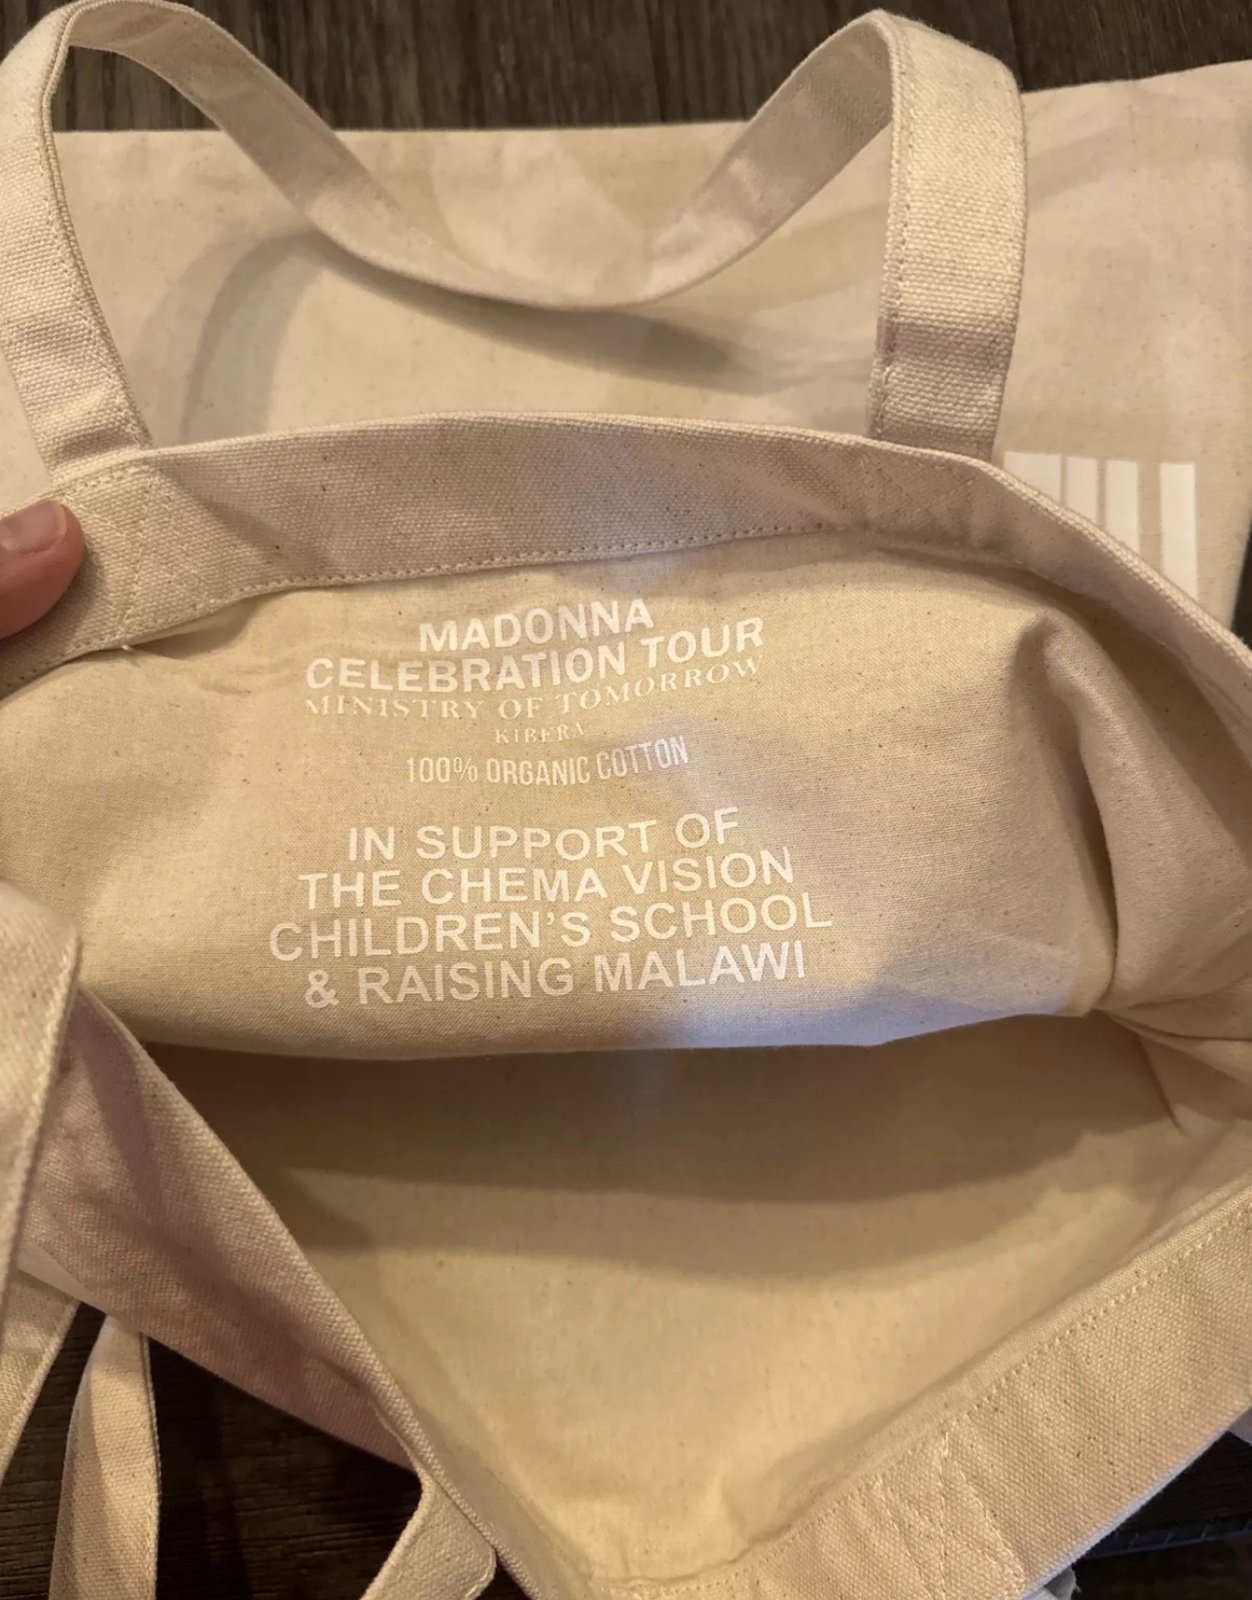 MADONNA
CELEBRATION TOUR
MINISTRY OF TOMORROW
KIBERA
100% ORGANIC COTTON
IN SUPPORT OF
THE CHEMA VISION
CHILDREN'S SCHOOL
& RAISING MALAWI